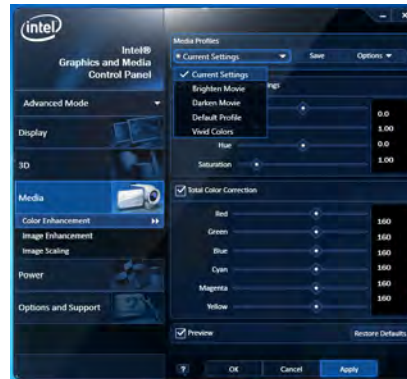 intel
Intel®
Graphics and Media
Control Panel
Advanced Mode
Display
3D
Media
Color Enhancement
Image Enhancement
Image Scaling
Power
Options and Support
Media Profiles
* Current Settings
Save
Options
✓ Current Settings
Brighten Movie
Darken Movie
Default Profile
Vivid Colors
ngs
0.0
1.00
Hue
0.0
Saturation
1.00
Total Color Correction
Red
160
Green
160
Blue
160
Cyan
160
Magenta
160
Yellow
160
Preview
Restore Defaults
?
OK
Cancel
Apply